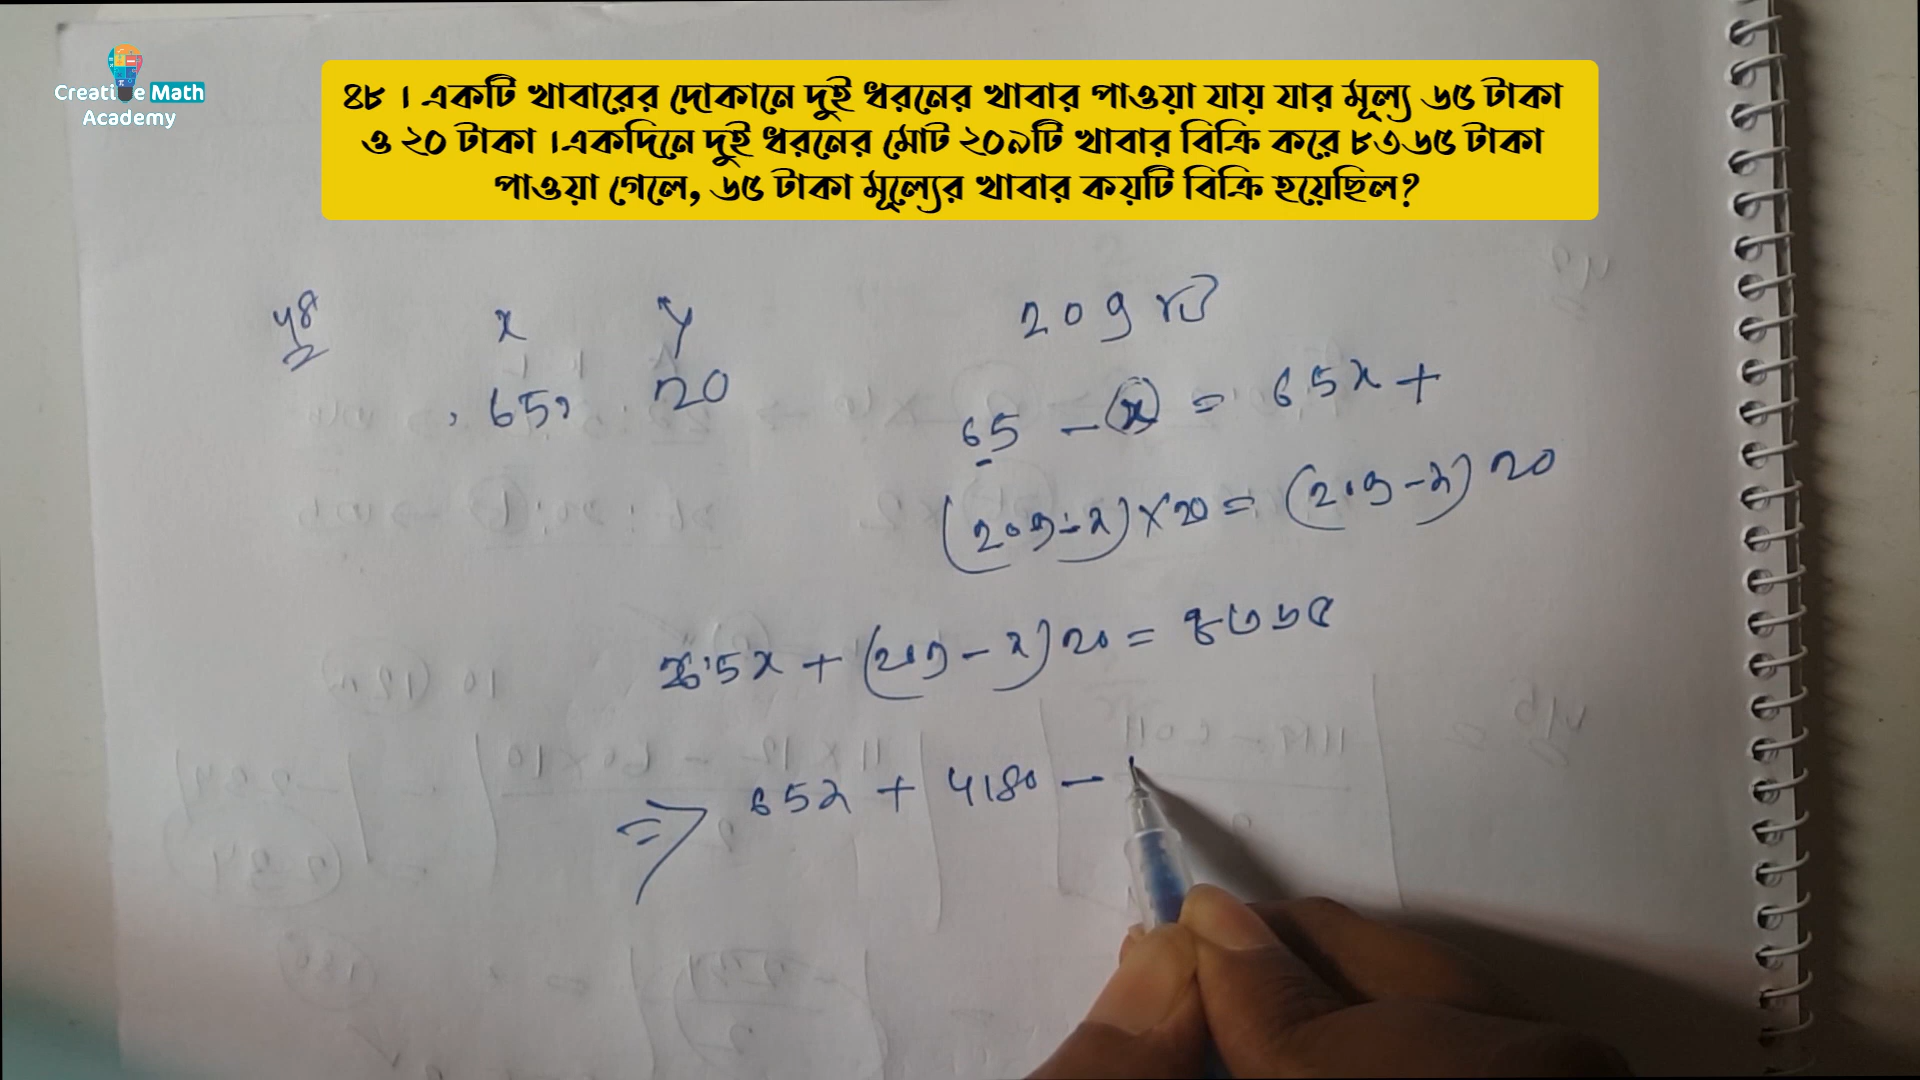 Creative Math
Academy
৪৮ । একটি খাবারের দোকানে দুই ধরনের খাবার পাওয়া যায় যার মূল্য ৬৫ টাকা
ও ২০ টাকা ।একদিনে দুই ধরনের মোট ২০৯টি খাবার বিক্রি করে ৮৩৬৫ টাকা
পাওয়া গেলে, ৬৫ টাকা মূল্যের খাবার কয়টি বিক্রি হয়েছিল?
48 x y 209 টি
65, 20
65 - x = 65x +
(209-x)×20 = (209-x) 20
65x + (209 - x) 20 = ৮৩৬৫
⇒ 65x + 4180 -